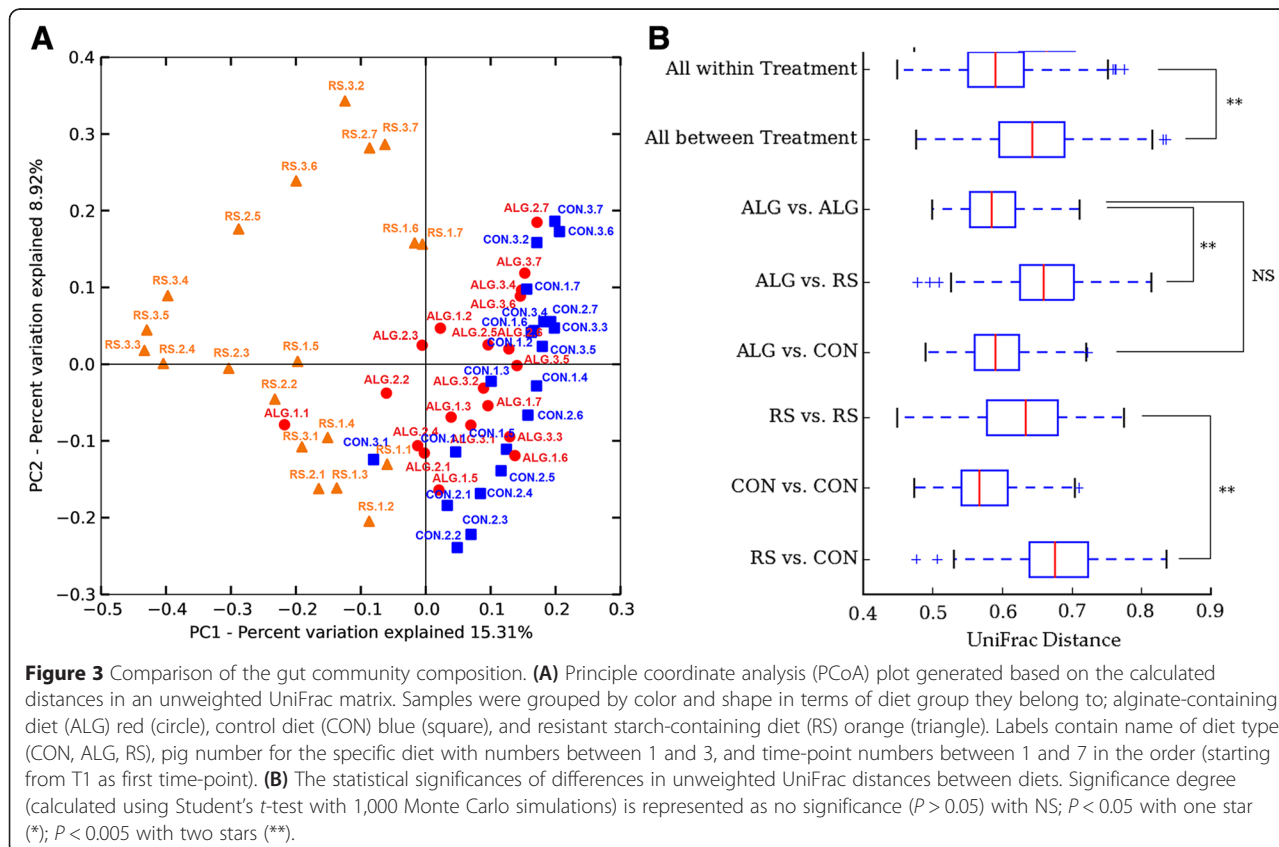 A
B
0.4
0.3
0.2
0.1
0.0
−0.1
−0.2
−0.3
PC2 - Percent variation explained 8.92%
RS.3.2
RS.2.7
RS.3.7
RS.3.6
RS.2.5
RS.1.6
RS.1.7
RS.3.4
RS.3.5
RS.3.3
RS.2.4
RS.2.3
RS.1.5
RS.2.2
RS.1.4
RS.3.1
RS.1.1
RS.2.1
RS.1.3
RS.1.2
ALG.2.7
CON.3.7
CON.3.6
CON.3.2
ALG.3.7
ALG.3.4
CON.1.7
ALG.3.6
ALG.1.2
CON.3.4
CON.2.7
CON.1.6
CON.3.3
ALG.2.3
ALG.2.5
ALG.2.6
CON.1.2
CON.3.5
ALG.3.5
CON.1.3
CON.1.4
ALG.2.2
ALG.3.2
ALG.1.1
ALG.1.3
ALG.1.7
CON.2.6
ALG.2.4
CON.1.1
CON.1.5
ALG.3.1
ALG.3.3
CON.3.1
ALG.2.1
ALG.1.6
ALG.1.5
CON.2.5
CON.2.1
CON.2.4
CON.2.3
CON.2.2
−0.5 −0.4 −0.3 −0.2 −0.1 0.0 0.1 0.2 0.3
PC1 - Percent variation explained 15.31%
All within Treatment
All between Treatment
**
ALG vs. ALG
ALG vs. RS
**
NS
ALG vs. CON
RS vs. RS
CON vs. CON
**
RS vs. CON
0.4 0.5 0.6 0.7 0.8 0.9
UniFrac Distance
Figure 3 Comparison of the gut community composition. (A) Principle coordinate analysis (PCoA) plot generated based on the calculated
distances in an unweighted UniFrac matrix. Samples were grouped by color and shape in terms of diet group they belong to; alginate-containing
diet (ALG) red (circle), control diet (CON) blue (square), and resistant starch-containing diet (RS) orange (triangle). Labels contain name of diet type
(CON, ALG, RS), pig number for the specific diet with numbers between 1 and 3, and time-point numbers between 1 and 7 in the order (starting
from T1 as first time-point). (B) The statistical significances of differences in unweighted UniFrac distances between diets. Significance degree
(calculated using Student's t-test with 1,000 Monte Carlo simulations) is represented as no significance (P > 0.05) with NS; P < 0.05 with one star
(*); P < 0.005 with two stars (**).